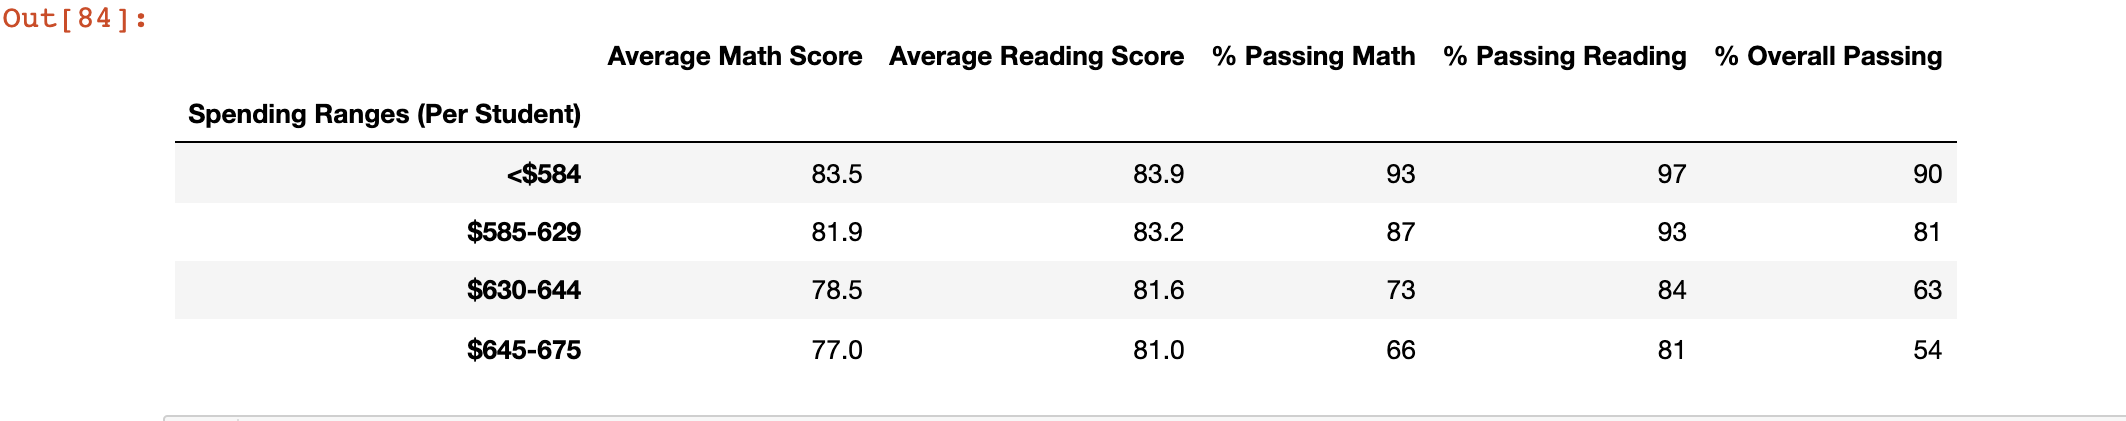 Out[84]:
Average Math Score Average Reading Score % Passing Math % Passing Reading % Overall Passing
Spending Ranges (Per Student)
<$584 83.5 83.9 93 97 90
$585-629 81.9 83.2 87 93 81
$630-644 78.5 81.6 73 84 63
$645-675 77.0 81.0 66 81 54